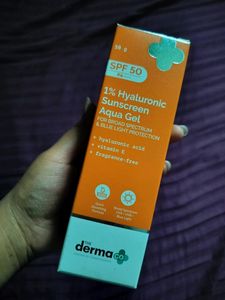 50 g
SPF 50
1% Hyaluronic
Sunscreen
Aqua Gel
FOR BROAD SPECTRUM
& BLUE LIGHT PROTECTION
+ hyaluronic acid
+ vitamin E
+ fragrance-free
THE
derma
co.